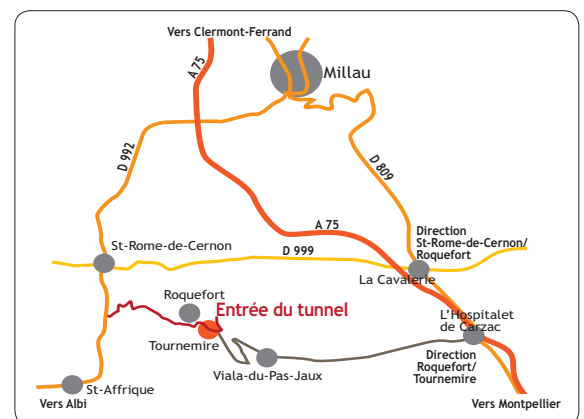 Vers Clermont-Ferrand
A 75
Millau
D 992
D 809
A 75
Direction
St-Rome-de-Cernon/
Roquefort
St-Rome-de-Cernon
D 999
La Cavalerie
Roquefort
Entrée du tunnel
L'Hospitalet
de Carzac
Tournemire
Viala-du-Pas-Jaux
Direction
Roquefort/
Tournemire
St-Affrique
Vers Albi
Vers Montpellier